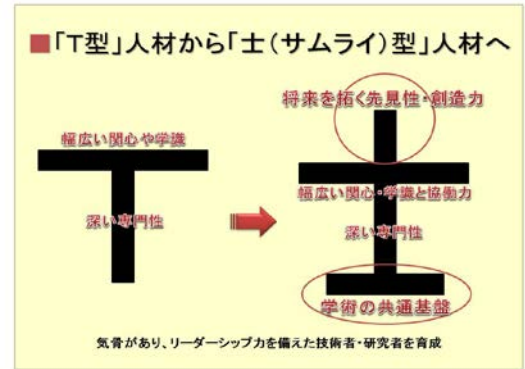 ■「T型」人材から「士(サムライ)型」人材へ
幅広い関心や学識
深い専門性
将来を拓く先見性・創造力
幅広い関心・学識と協働力
深い専門性
学術の共通基盤
気骨があり、リーダーシップ力を備えた技術者・研究者を育成